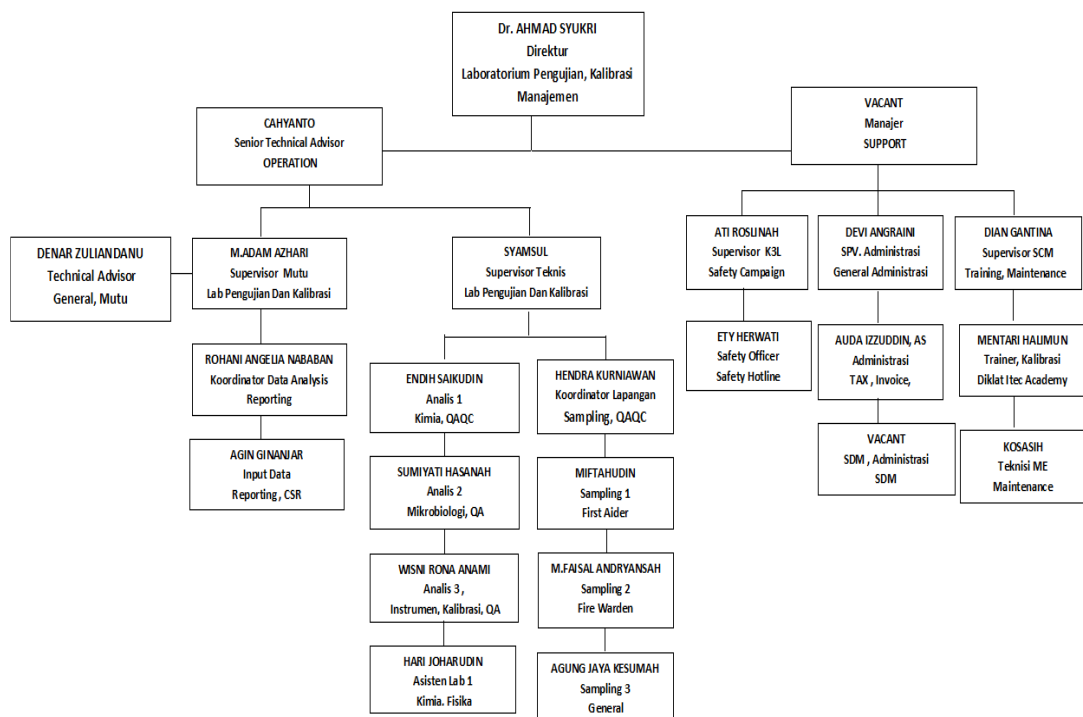 Dr. AHMAD SYUKRI
Direktur
Laboratorium Pengujian, Kalibrasi
Manajemen
CAHYANTO
Senior Technical Advisor
OPERATION
VACANT
Manajer
SUPPORT
DENAR ZULIANDANU
Technical Advisor
General, Mutu
M.ADAM AZHARI
Supervisor Mutu
Lab Pengujian Dan Kalibrasi
SYAMSUL
Supervisor Teknis
Lab Pengujian Dan Kalibrasi
ATI ROSLINAH
Supervisor K3L
Safety Campaign
DEVI ANGRAINI
SPV. Administrasi
General Administrasi
DIAN GANTINA
Supervisor SCM
Training, Maintenance
ROHANI ANGELIA NABABAN
Koordinator Data Analysis
Reporting
ENDIH SAIKUDIN
Analis 1
Kimia, QAQC
HENDRA KURNIAWAN
Koordinator Lapangan
Sampling, QAQC
ETY HERWATI
Safety Officer
Safety Hotline
AUDA IZZUDDIN, AS
Administrasi
TAX , Invoice,
MENTARI HALIMUN
Trainer, Kalibrasi
Diklat Itec Academy
AGIN GINANJAR
Input Data
Reporting , CSR
SUMIYATI HASANAH
Analis 2
Mikrobiologi, QA
MIFTAHUDIN
Sampling 1
First Aider
VACANT
SDM , Administrasi
SDM
KOSASIH
Teknisi ME
Maintenance
WISNI RONA ANAMI
Analis 3 ,
Instrumen, Kalibrasi, QA
M.FAISAL ANDRYANSAH
Sampling 2
Fire Warden
HARI JOHARUDIN
Asisten Lab 1
Kimia. Fisika
AGUNG JAYA KESUMAH
Sampling 3
General